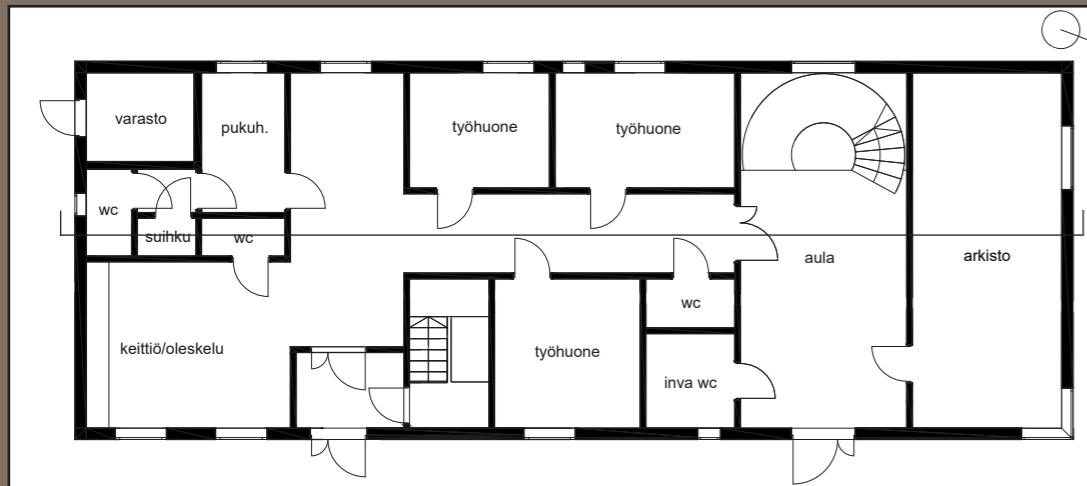 varasto
pukuh.
työhuone
työhuone
wc
suihku
wc
aula
arkisto
wc
keittiö/oleskelu
työhuone
inva wc